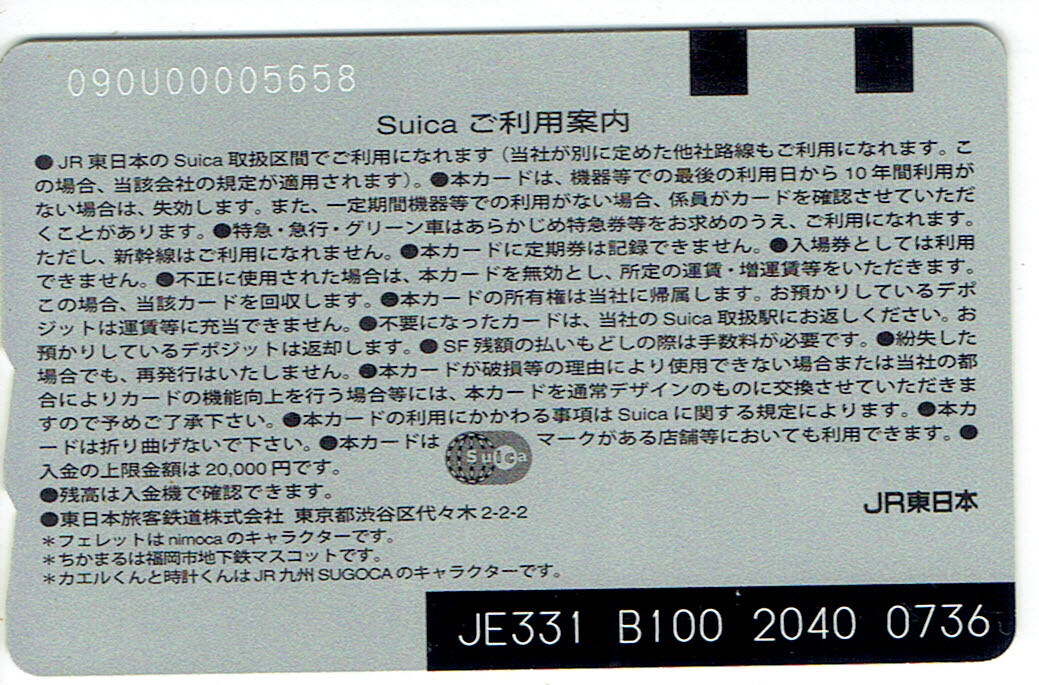 090U00005658
Suica ご利用案内
●JR東日本のSuica取扱区間でご利用になれます（当社が別に定めた他社路線もご利用になれます。こ
の場合、当該会社の規定が適用されます）。●本カードは、機器等での最後の利用日から10年間利用が
ない場合は、失効します。また、一定期間機器等での利用がない場合、係員がカードを確認させていただ
くことがあります。●特急・急行・グリーン車はあらかじめ特急券等をお求めのうえ、ご利用になれます。
ただし、新幹線はご利用になれません。●本カードに定期券は記録できません。●入場券としては利用
できません。●不正に使用された場合は、本カードを無効とし、所定の運賃・増運賃等をいただきます。
この場合、当該カードを回収します。●本カードの所有権は当社に帰属します。お預かりしているデポ
ジットは運賃等に充当できません。●不要になったカードは、当社のSuica取扱駅にお返しください。お
預かりしているデポジットは返却します。●SF残額の払いもどしの際は手数料が必要です。●紛失した
場合でも、再発行はいたしません。●本カードが破損等の理由により使用できない場合または当社の都
合によりカードの機能向上を行う場合等には、本カードを通常デザインのものに交換させていただきま
すので予めご了承下さい。●本カードの利用にかかわる事項はSuicaに関する規定によります。●本カ
ードは折り曲げないで下さい。●本カードは Suica マークがある店舗等においても利用できます。●
入金の上限金額は20,000円です。
●残高は入金機で確認できます。
●東日本旅客鉄道株式会社 東京都渋谷区代々木2-2-2
JR東日本
＊フェレットはnimocaのキャラクターです。
＊ちかまるは福岡市地下鉄マスコットです。
＊カエルくんと時計くんはJR九州SUGOCAのキャラクターです。
JE331 B100 2040 0736